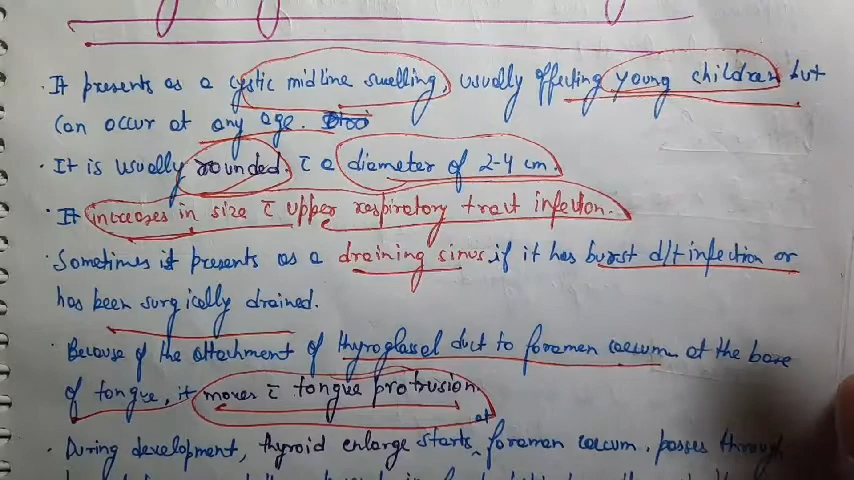 · It presents as a cystic midline swelling, usually affecting young children but
can occur at any age.
· It is usually rounded. c̄ a diameter of 2-4 cm.
· It increases in size c̄ upper respiratory tract infection.
· Sometimes it presents as a draining sinus, if it has burst d/t infection or
has been surgically drained.
· Because of the attachment of thyroglossal duct to foramen caecum at the base
of tongue, it moves c̄ tongue protrusion.
· During development, thyroid enlarge starts at foramen caecum, passes through